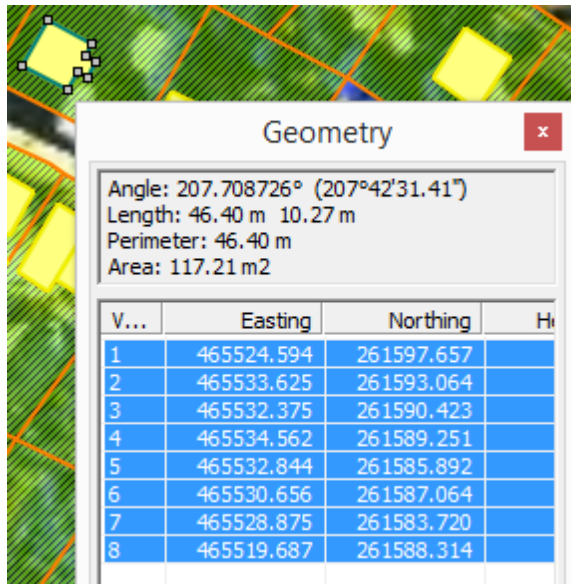 Geometry
x
Angle: 207.708726° (207°42'31.41")
Length: 46.40 m 10.27 m
Perimeter: 46.40 m
Area: 117.21 m2
V... Easting Northing He
1 465524.594 261597.657
2 465533.625 261593.064
3 465532.375 261590.423
4 465534.562 261589.251
5 465532.844 261585.892
6 465530.656 261587.064
7 465528.875 261583.720
8 465519.687 261588.314